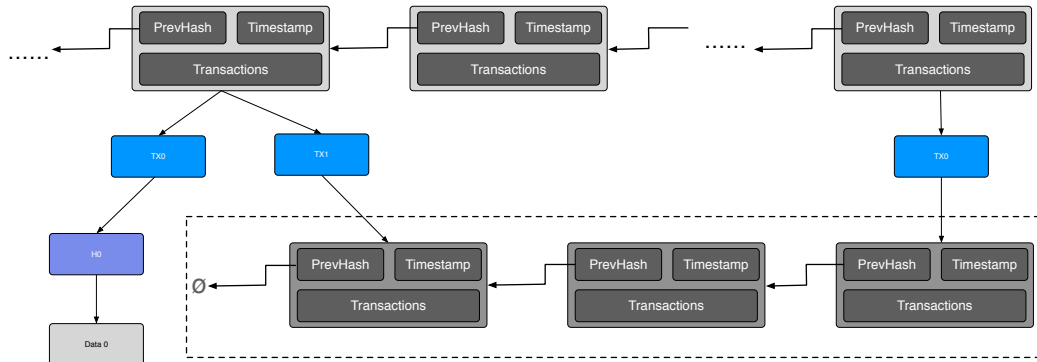 PrevHash Timestamp
Transactions
PrevHash Timestamp
Transactions
PrevHash Timestamp
Transactions
......
......
TX0
TX1
TX0
H0
Data 0
Ø
PrevHash Timestamp
Transactions
PrevHash Timestamp
Transactions
PrevHash Timestamp
Transactions